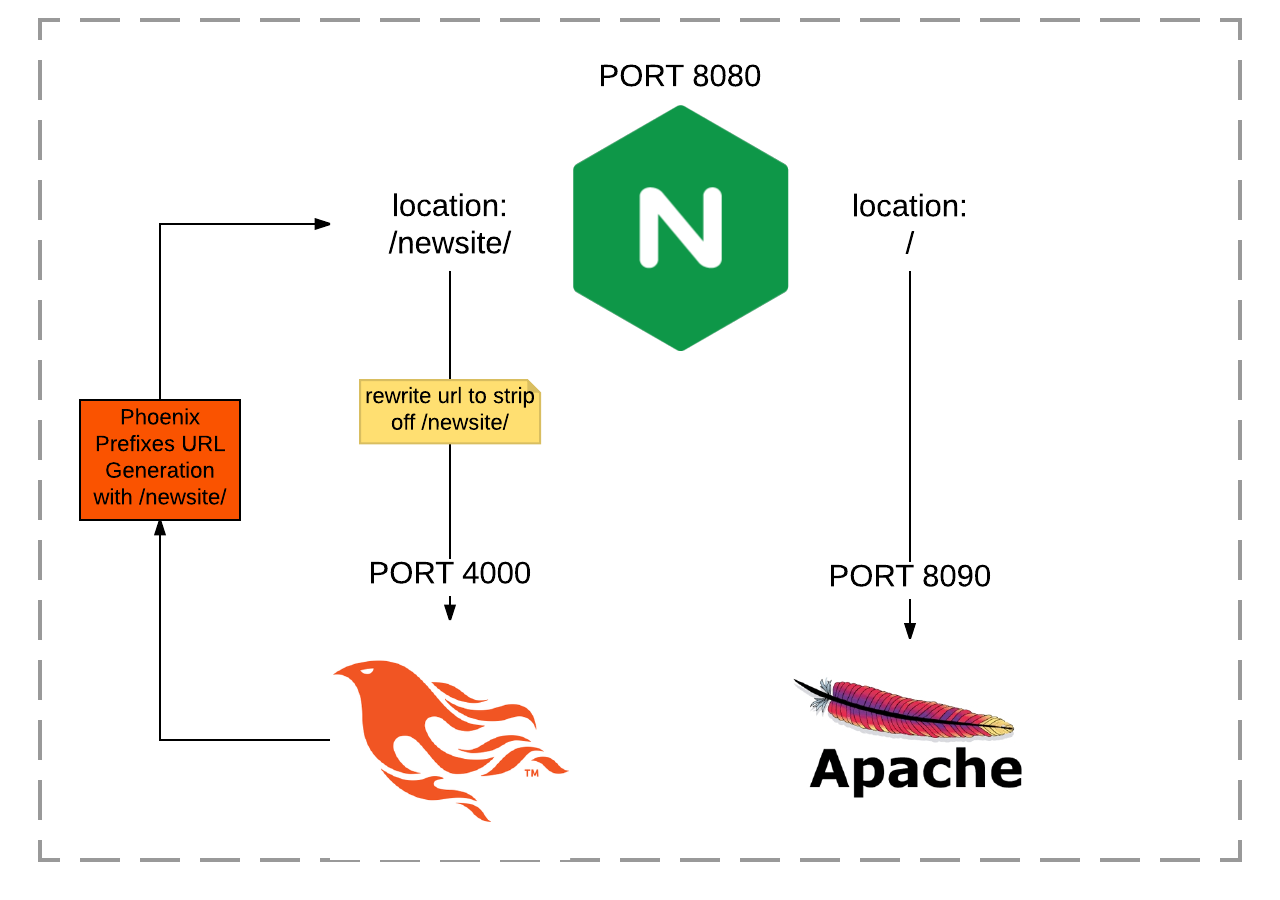 PORT 8080
location:
/newsite/
location:
/
rewrite url to strip
off /newsite/
Phoenix
Prefixes URL
Generation
with /newsite/
PORT 4000
PORT 8090
TM
Apache